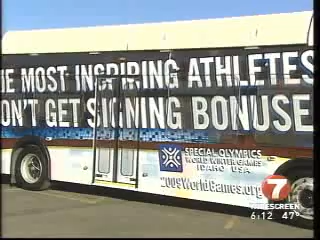 HE MOST INSPIRING ATHLETES
ON'T GET SIGNING BONUSE
SPECIAL OLYMPICS
WORLD WINTER GAMES
IDAHO USA
2009WorldGames.org
7
6:12 47°